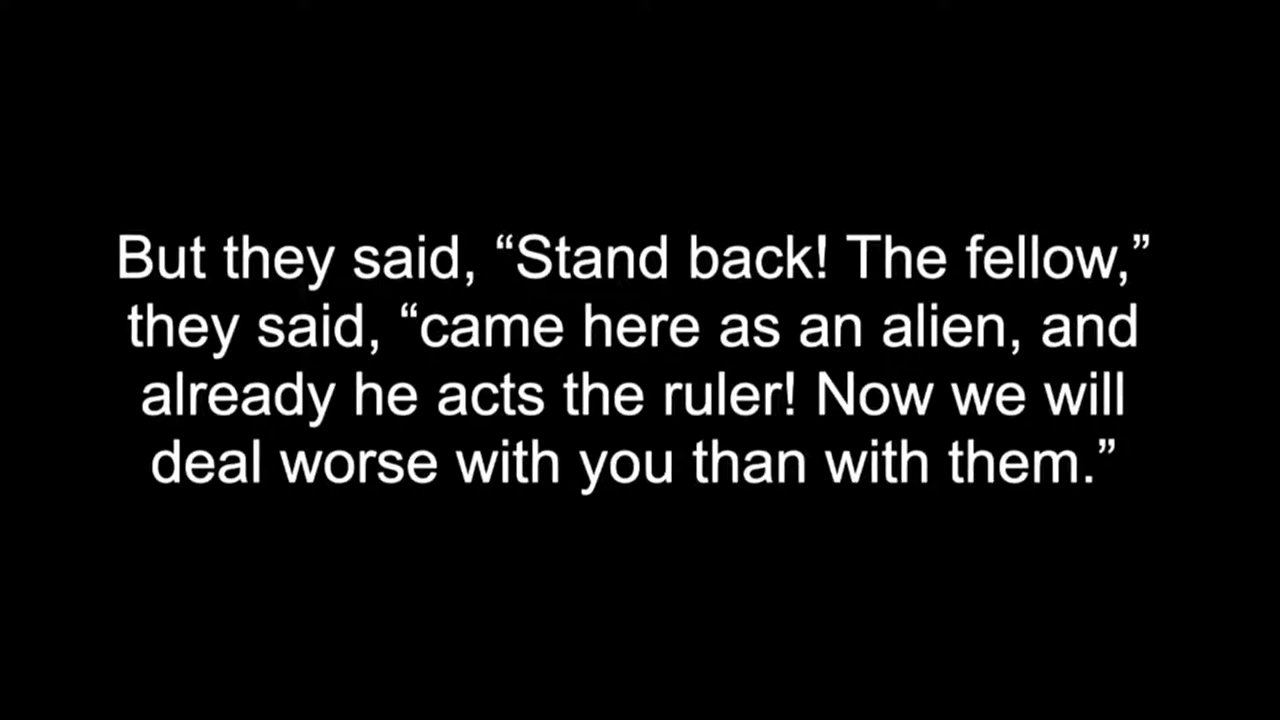 But they said, “Stand back! The fellow,”
they said, “came here as an alien, and
already he acts the ruler! Now we will
deal worse with you than with them.”